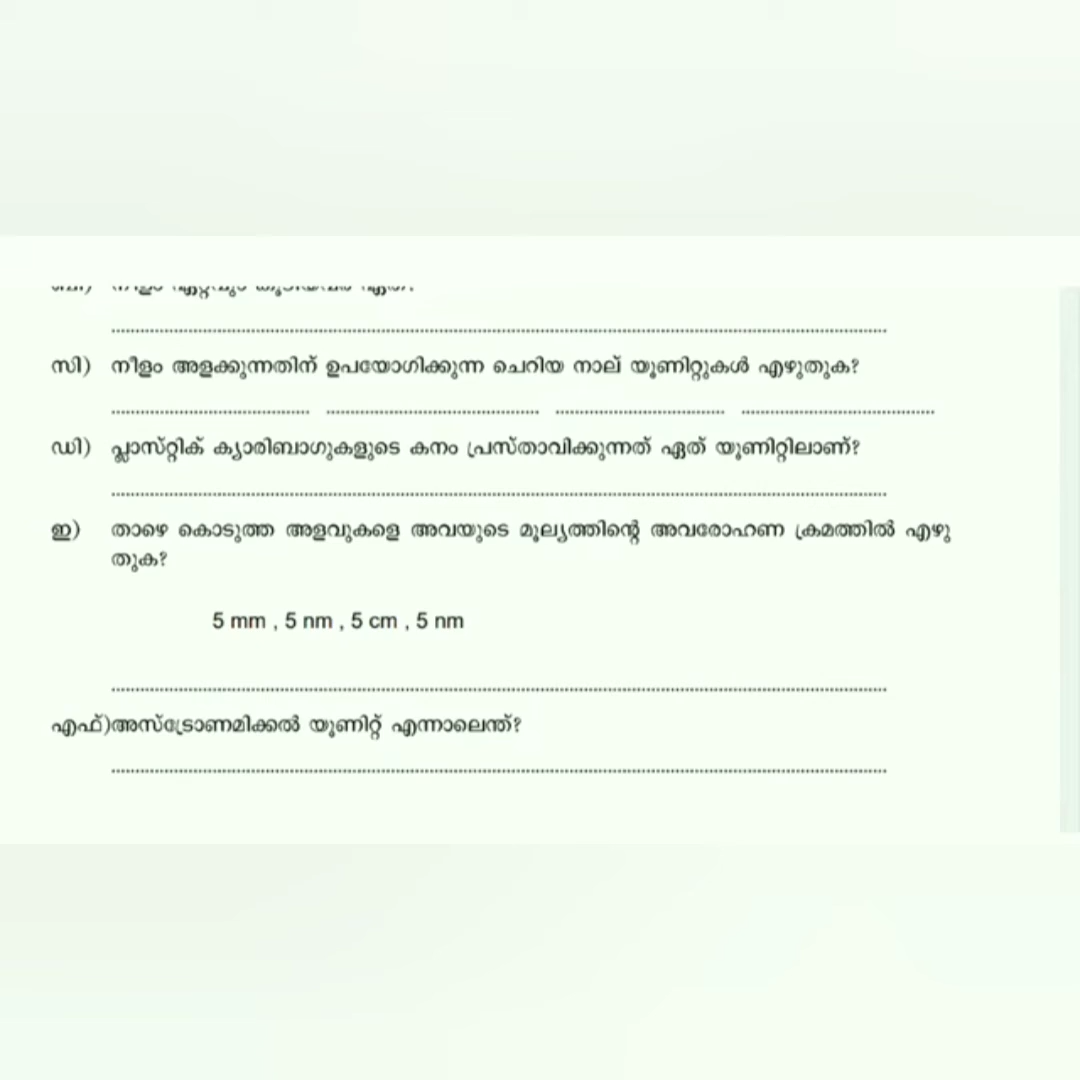 സി) നീളം അളക്കുന്നതിന് ഉപയോഗിക്കുന്ന ചെറിയ നാല് യൂണിറ്റുകൾ എഴുതുക?
ഡി) പ്ലാസ്റ്റിക് ക്യാരിബാഗുകളുടെ കനം പ്രസ്താവിക്കുന്നത് ഏത് യൂണിറ്റിലാണ്?
ഇ) താഴെ കൊടുത്ത അളവുകളെ അവയുടെ മൂല്യത്തിന്റെ അവരോഹണ ക്രമത്തിൽ എഴു
തുക?
5 mm , 5 nm , 5 cm , 5 nm
എഫ്)അസ്ട്രോണമിക്കൽ യൂണിറ്റ് എന്നാലെന്ത്?